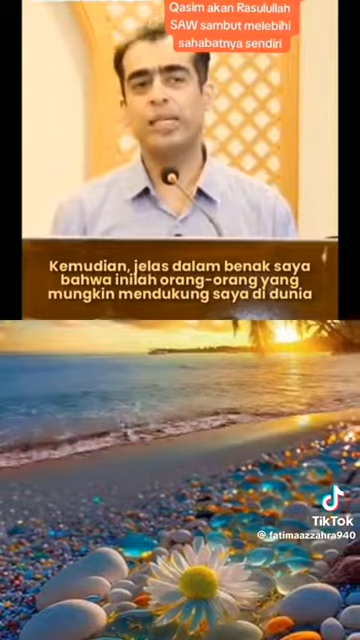 Qasim akan Rasulullah
SAW sambut melebihi
sahabatnya sendiri
Kemudian, jelas dalam benak saya
bahwa inilah orang-orang yang
mungkin mendukung saya di dunia
TikTok
@_fatimaazzahra940